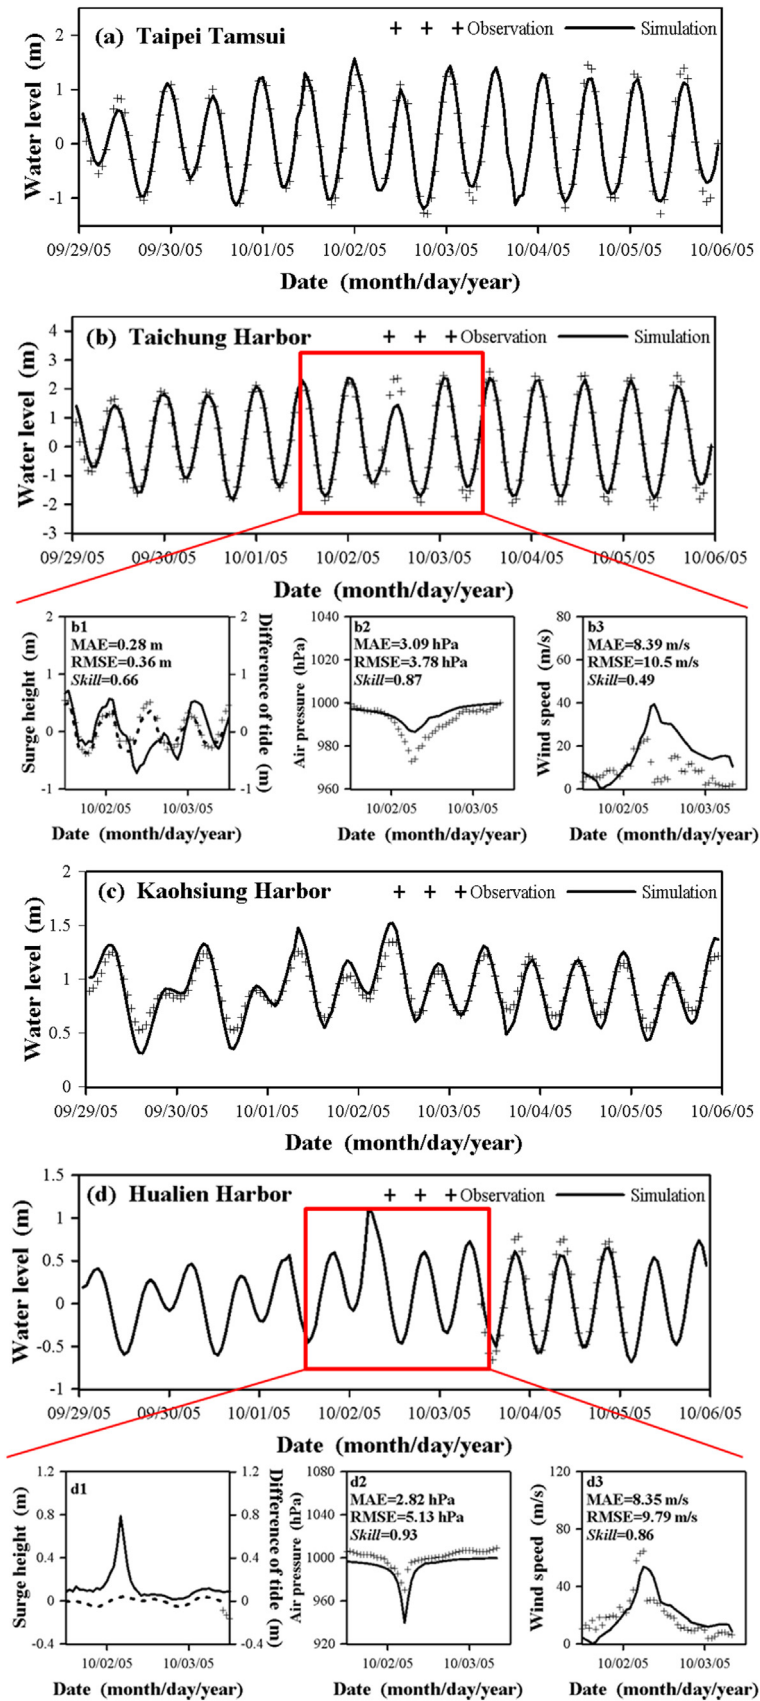 (a) Taipei Tamsui
Observation
Simulation
Water level (m)
2
1
0
-1
09/29/05 09/30/05 10/01/05 10/02/05 10/03/05 10/04/05 10/05/05 10/06/05
Date (month/day/year)
(b) Taichung Harbor
Observation
Simulation
Water level (m)
4
3
2
1
0
-1
-2
-3
09/29/05 09/30/05 10/01/05 10/02/05 10/03/05 10/04/05 10/05/05 10/06/05
Date (month/day/year)
b1
MAE=0.28 m
RMSE=0.36 m
Skill=0.66
Surge height (m)
2
1
0
-1
Difference of tide (m)
2
1
0
-1
10/02/05 10/03/05
Date (month/day/year)
b2
MAE=3.09 hPa
RMSE=3.78 hPa
Skill=0.87
Air pressure (hPa)
1040
1020
1000
980
960
10/02/05 10/03/05
Date (month/day/year)
b3
MAE=8.39 m/s
RMSE=10.5 m/s
Skill=0.49
Wind speed (m/s)
80
60
40
20
0
10/02/05 10/03/05
Date (month/day/year)
(c) Kaohsiung Harbor
Observation
Simulation
Water level (m)
2
1.5
1
0.5
0
09/29/05 09/30/05 10/01/05 10/02/05 10/03/05 10/04/05 10/05/05 10/06/05
Date (month/day/year)
(d) Hualien Harbor
Observation
Simulation
Water level (m)
1.5
1
0.5
0
-0.5
-1
09/29/05 09/30/05 10/01/05 10/02/05 10/03/05 10/04/05 10/05/05 10/06/05
Date (month/day/year)
d1
Surge height (m)
1.2
0.8
0.4
0
-0.4
Difference of tide (m)
1.2
0.8
0.4
0
-0.4
10/02/05 10/03/05
Date (month/day/year)
d2
MAE=2.82 hPa
RMSE=5.13 hPa
Skill=0.93
Air pressure (hPa)
1080
1040
1000
960
920
10/02/05 10/03/05
Date (month/day/year)
d3
MAE=8.35 m/s
RMSE=9.79 m/s
Skill=0.86
Wind speed (m/s)
120
80
40
0
10/02/05 10/03/05
Date (month/day/year)